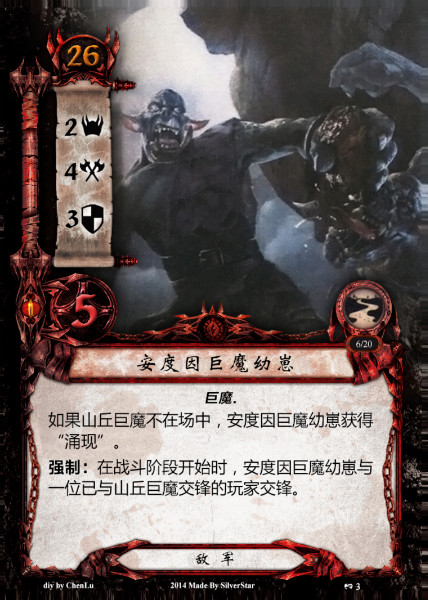 26
2
4
3
5
6/20
安度因巨魔幼崽
巨魔.
如果山丘巨魔不在场中，安度因巨魔幼崽获得
“涌现”。
强制：在战斗阶段开始时，安度因巨魔幼崽与
一位已与山丘巨魔交锋的玩家交锋。
敌军
diy by ChenLu 2014 Made By SilverStar 3